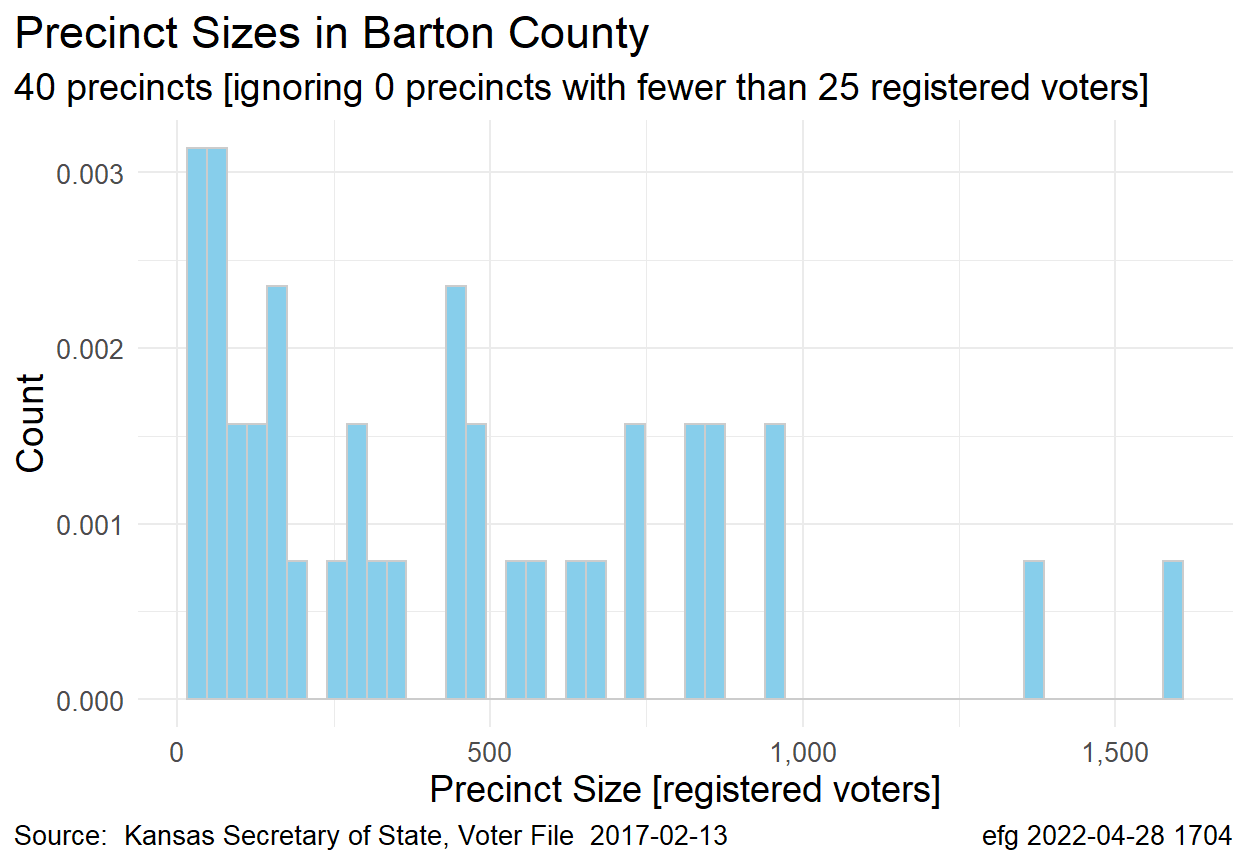 Precinct Sizes in Barton County
40 precincts [ignoring 0 precincts with fewer than 25 registered voters]
0.003
0.002
0.001
0.000
Count
0 500 1,000 1,500
Precinct Size [registered voters]
Source: Kansas Secretary of State, Voter File 2017-02-13 efg 2022-04-28 1704